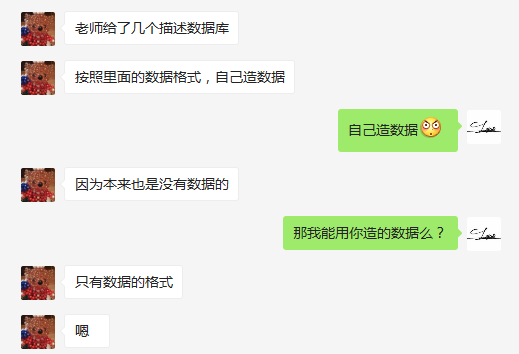 老师给了几个描述数据库
按照里面的数据格式，自己造数据
自己造数据
因为本来也是没有数据的
那我能用你造的数据么？
只有数据的格式
嗯